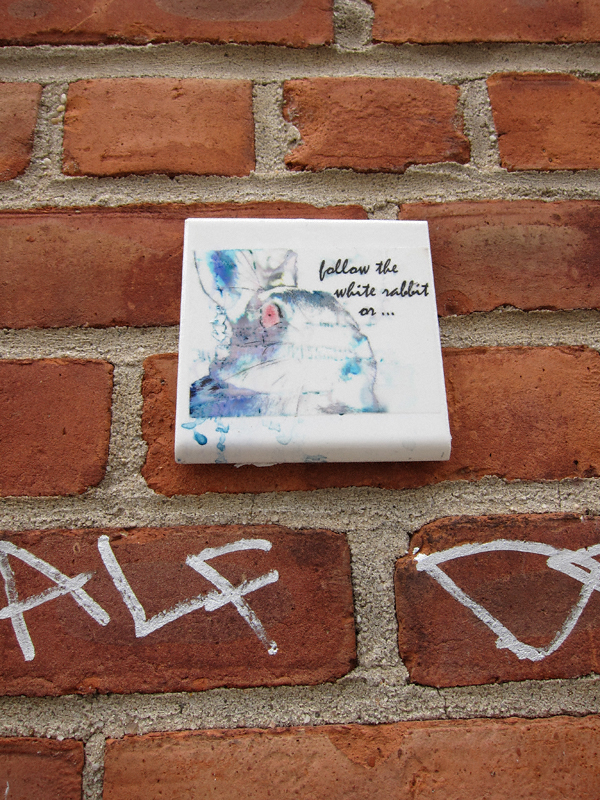 follow the
white rabbit
or ...
ALF D